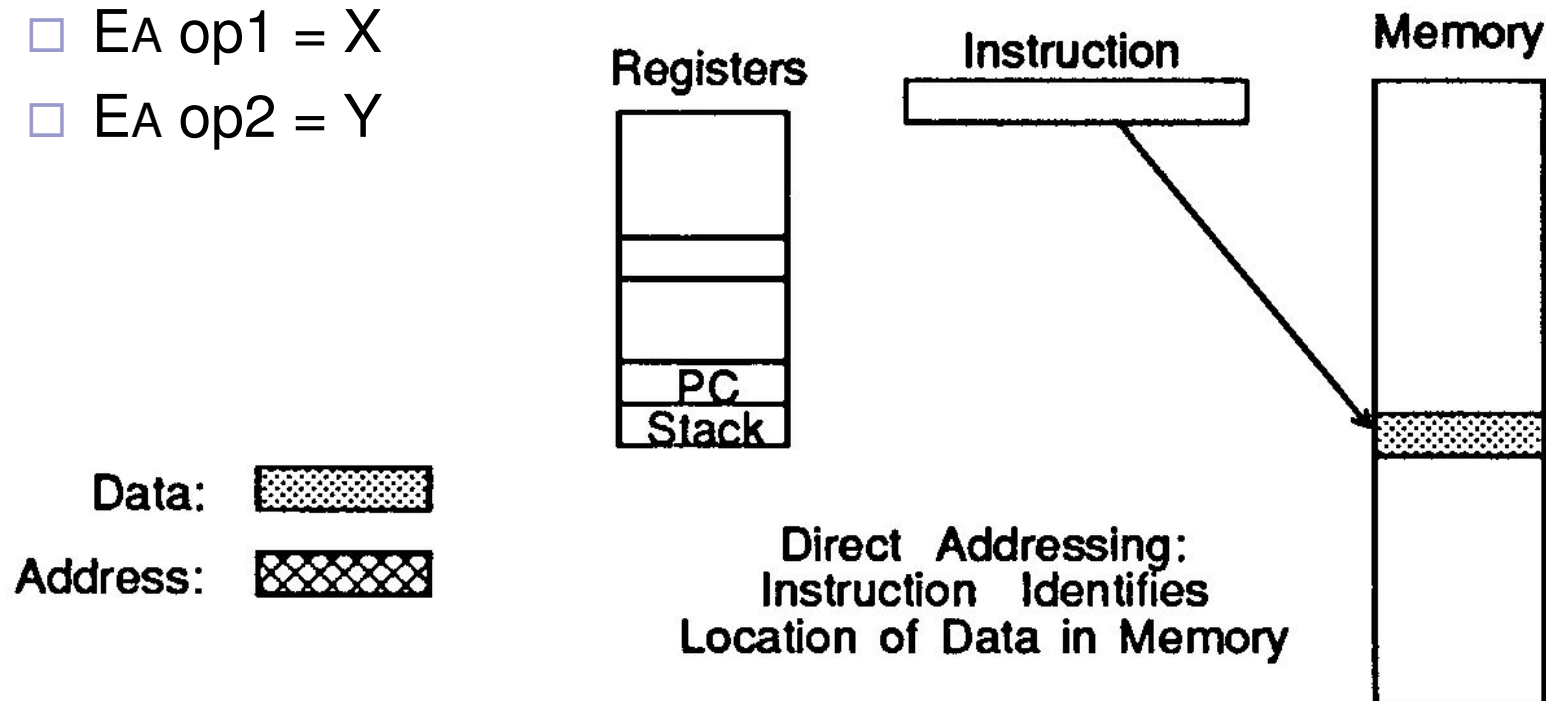 EA op1 = X
EA op2 = Y
Registers
Instruction
Memory
PC
Stack
Data:
Address:
Direct Addressing:
Instruction Identifies
Location of Data in Memory